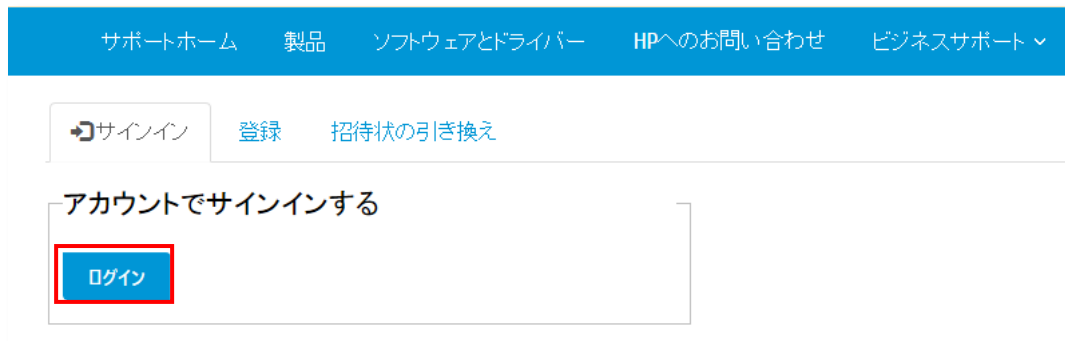 サポートホーム 製品 ソフトウェアとドライバー HPへのお問い合わせ ビジネスサポート
サインイン 登録 招待状の引き換え
アカウントでサインインする
ログイン